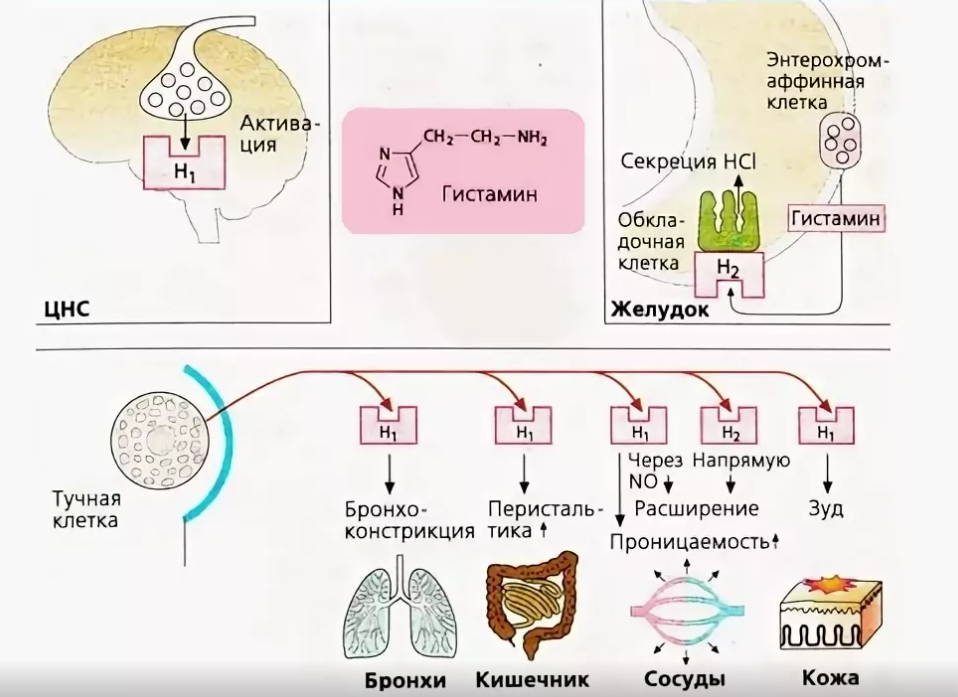 Актива-
ция
H₁
ЦНС
CH₂—CH₂—NH₂
N
N
H
Гистамин
Энтерохром-
аффинная
клетка
Секреция HCl
Обкла-
дочная
клетка
Гистамин
H₂
Желудок
Тучная
клетка
H₁
H₁
H₁
H₂
H₁
Через
NO
Напрямую
Бронхо-
констрикция
Перисталь-
тика
Расширение
Зуд
Проницаемость
Бронхи
Кишечник
Сосуды
Кожа